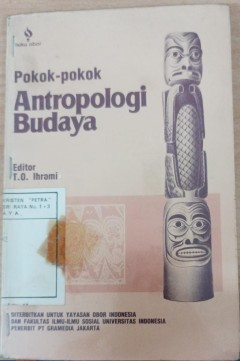 Pokok-pokok
Antropologi
Budaya
Editor
T.O. Ihromi
DITERBITKAN UNTUK YAYASAN OBOR INDONESIA
DAN FAKULTAS ILMU-ILMU SOSIAL UNIVERSITAS INDONESIA
PENERBIT PT GRAMEDIA JAKARTA